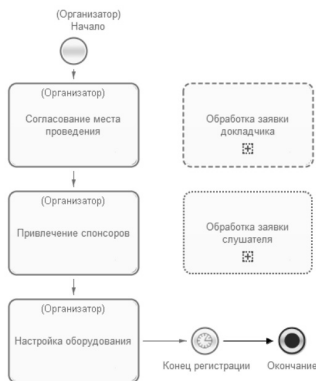 (Организатор)
Начало
(Организатор)
Согласование места
проведения
Обработка заявки
докладчика
(Организатор)
Привлечение спонсоров
Обработка заявки
слушателя
(Организатор)
Настройка оборудования
Конец регистрации
Окончание